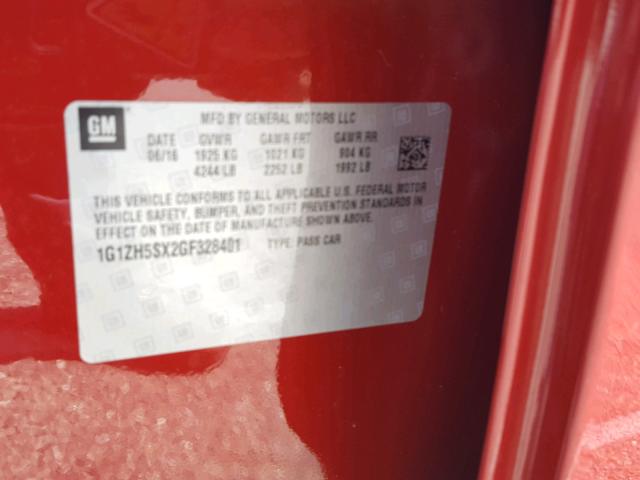 GM
MFD BY GENERAL MOTORS LLC
DATE GVWR GAWR FRT GAWR RR
06/16 1925 KG 1021 KG 904 KG
4244 LB 2252 LB 1992 LB
THIS VEHICLE CONFORMS TO ALL APPLICABLE U.S. FEDERAL MOTOR
VEHICLE SAFETY, BUMPER, AND THEFT PREVENTION STANDARDS IN
EFFECT ON THE DATE OF MANUFACTURE SHOWN ABOVE.
1G1ZH5SX2GF328401 TYPE: PASS CAR